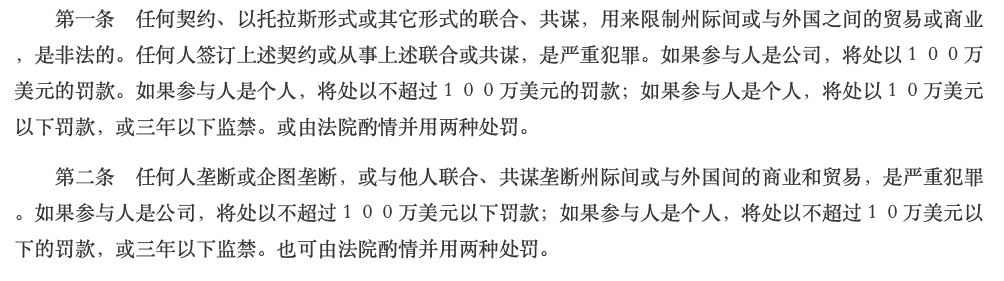 第一条　任何契约、以托拉斯形式或其它形式的联合、共谋，用来限制州际间或与外国之间的贸易或商业
，是非法的。任何人签订上述契约或从事上述联合或共谋，是严重犯罪。如果参与人是公司，将处以１００万
美元的罚款。如果参与人是个人，将处以不超过１００万美元的罚款；如果参与人是个人，将处以１０万美元
以下罚款，或三年以下监禁。或由法院酌情并用两种处罚。
第二条　任何人垄断或企图垄断，或与他人联合、共谋垄断州际间或与外国间的商业和贸易，是严重犯罪
。如果参与人是公司，将处以不超过１００万美元以下罚款；如果参与人是个人，将处以不超过１０万美元以
下的罚款，或三年以下监禁。也可由法院酌情并用两种处罚。